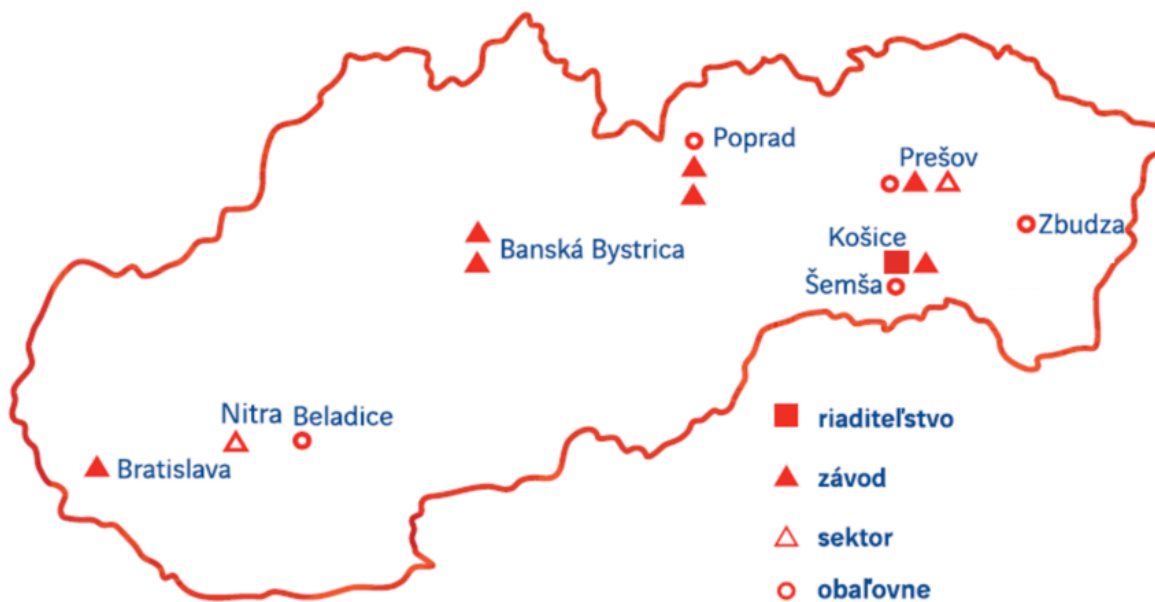 Poprad
Prešov
Zbudza
Košice
Banská Bystrica
Šemša
Nitra
Beladice
Bratislava
riaditeľstvo
závod
sektor
obaľovne